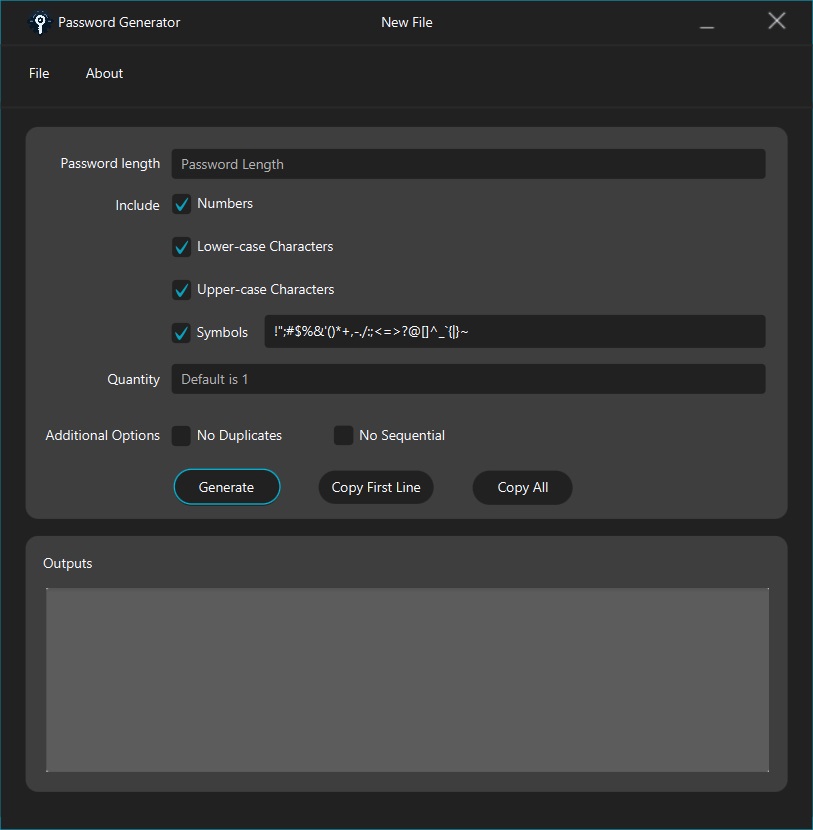 Password Generator New File
File About
Password length Password Length
Include Numbers
Lower-case Characters
Upper-case Characters
Symbols !";#$%&'()*+,-./:;<=>?@[]^_`{|}~
Quantity Default is 1
Additional Options No Duplicates No Sequential
Generate Copy First Line Copy All
Outputs